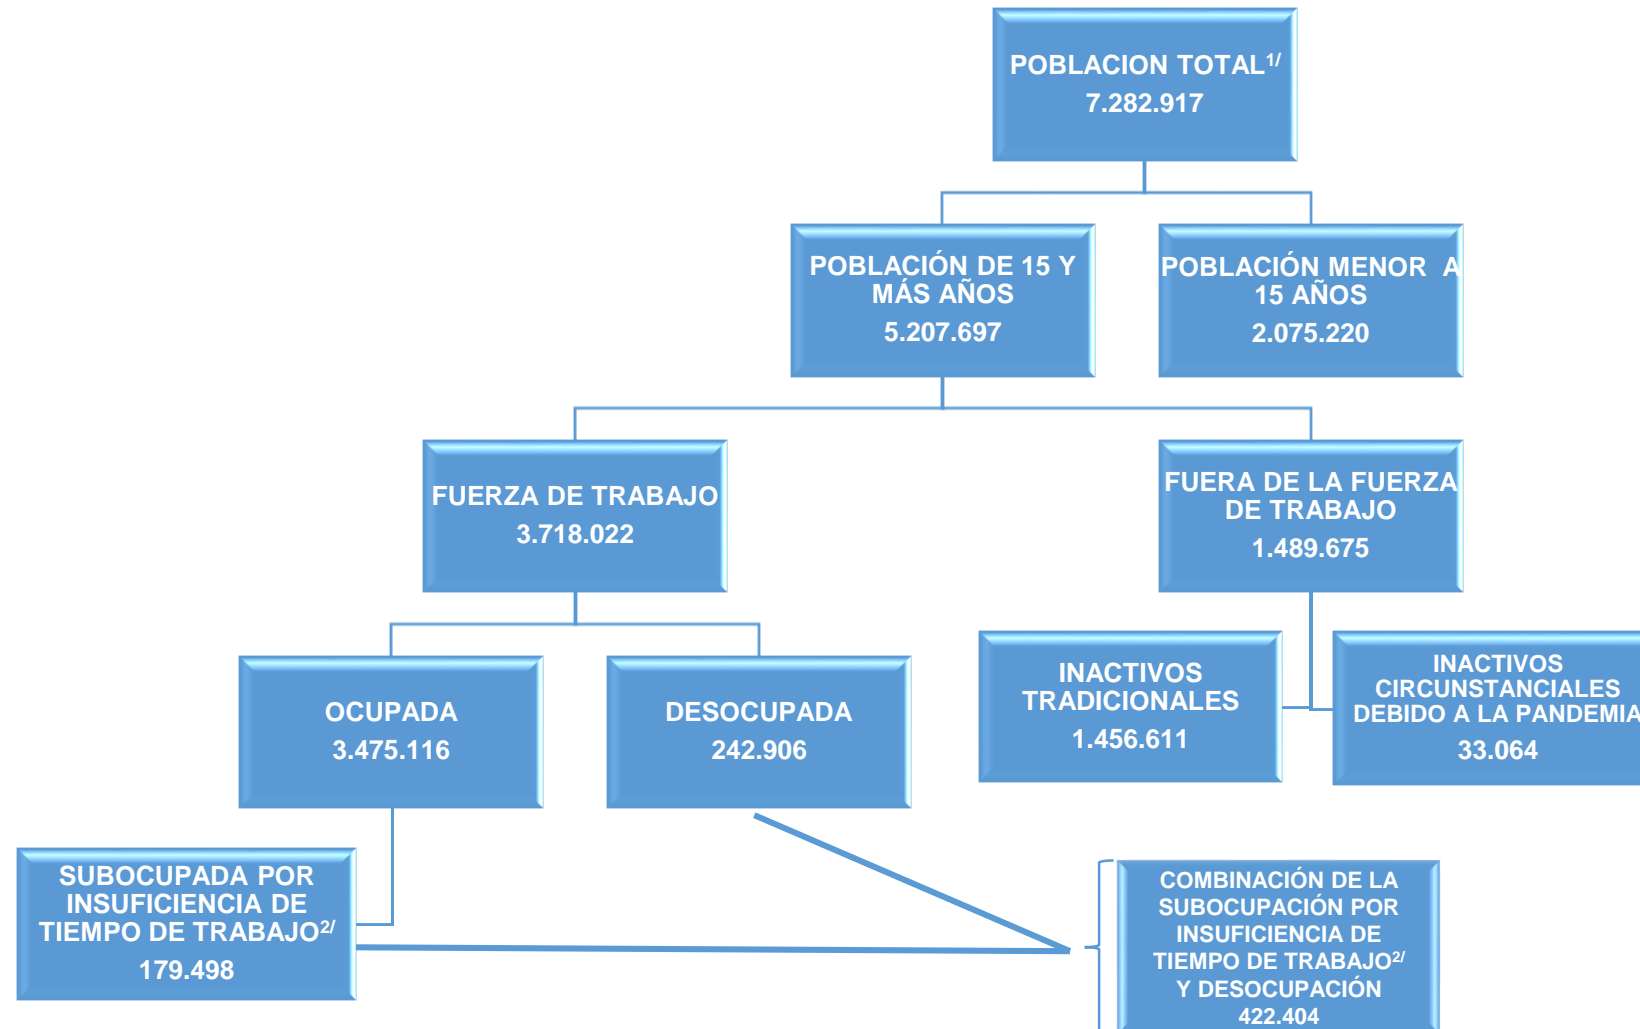 POBLACION TOTAL1/
7.282.917
POBLACIÓN DE 15 Y
MÁS AÑOS
5.207.697
POBLACIÓN MENOR A
15 AÑOS
2.075.220
FUERZA DE TRABAJO
3.718.022
FUERA DE LA FUERZA
DE TRABAJO
1.489.675
OCUPADA
3.475.116
DESOCUPADA
242.906
INACTIVOS
TRADICIONALES
1.456.611
INACTIVOS
CIRCUNSTANCIALES
DEBIDO A LA PANDEMIA
33.064
SUBOCUPADA POR
INSUFICIENCIA DE
TIEMPO DE TRABAJO2/
179.498
COMBINACIÓN DE LA
SUBOCUPACIÓN POR
INSUFICIENCIA DE
TIEMPO DE TRABAJO2/
Y DESOCUPACIÓN
422.404